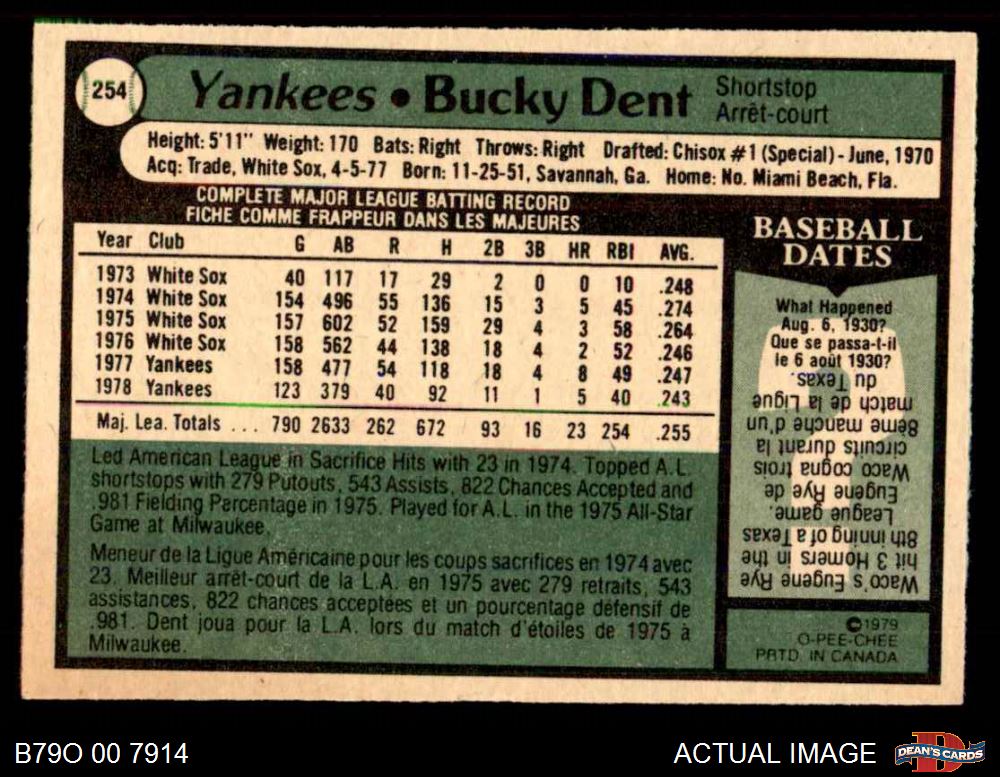 254
Yankees • Bucky Dent
Shortstop
Arrêt-court
Height: 5'11" Weight: 170 Bats: Right Throws: Right Drafted: Chisox #1 (Special) - June, 1970
Acq: Trade, White Sox, 4-5-77 Born: 11-25-51, Savannah, Ga. Home: No. Miami Beach, Fla.
COMPLETE MAJOR LEAGUE BATTING RECORD
FICHE COMME FRAPPEUR DANS LES MAJEURES
Year Club G AB R H 2B 3B HR RBI AVG.
1973 White Sox 40 117 17 29 2 0 0 10 .248
1974 White Sox 154 496 55 136 15 3 5 45 .274
1975 White Sox 157 602 52 159 29 4 3 58 .264
1976 White Sox 158 562 44 138 18 4 2 52 .246
1977 Yankees 158 477 54 118 18 4 8 49 .247
1978 Yankees 123 379 40 92 11 1 5 40 .243
Maj. Lea. Totals ... 790 2633 262 672 93 16 23 254 .255
Led American League in Sacrifice Hits with 23 in 1974. Topped A.L.
shortstops with 279 Putouts, 543 Assists, 822 Chances Accepted and
.981 Fielding Percentage in 1975. Played for A.L. in the 1975 All-Star
Game at Milwaukee.
Meneur de la Ligue Américaine pour les coups sacrifices en 1974 avec
23. Meilleur arrêt-court de la L.A. en 1975 avec 279 retraits, 543
assistances, 822 chances acceptées et un pourcentage défensif de
.981. Dent joua pour la L.A. lors du match d'étoiles de 1975 à
Milwaukee.
BASEBALL
DATES
What Happened
Aug. 6, 1930?
Que se passa-t-il
le 6 août 1930?
Waco's Eugene Rye
hit 3 Homers in the
8th inning of a Texas
League game.
Eugene Rye de
Waco cogna trois
circuits durant la
8ème manche d'un
match de la Ligue
du Texas.
©1979
O-PEE-CHEE
PRTD. IN CANADA
B79O 00 7914
ACTUAL IMAGE
D
DEAN'S CARDS